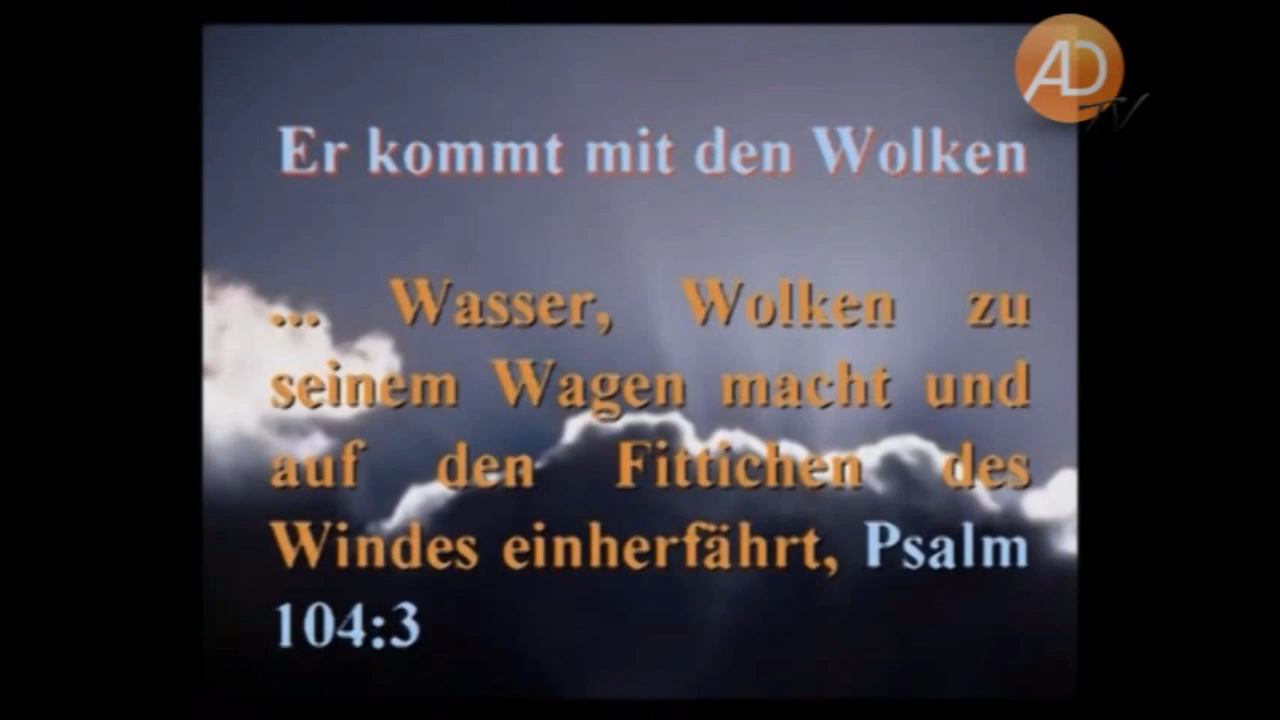 AD
TV
Er kommt mit den Wolken
... Wasser, Wolken zu
seinem Wagen macht und
auf den Fittichen des
Windes einherfährt, Psalm
104:3